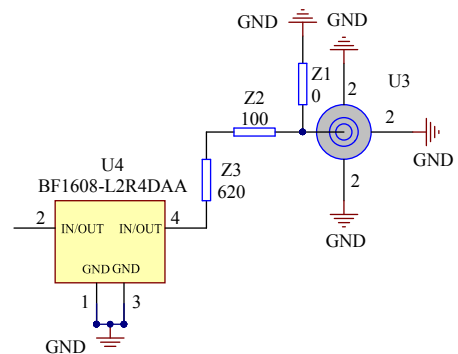 GND
GND
Z1
0
U3
Z2
100
2
2
GND
U4
BF1608-L2R4DAA
Z3
620
2
GND
2
IN/OUT
IN/OUT
4
GND
GND
1
3
GND